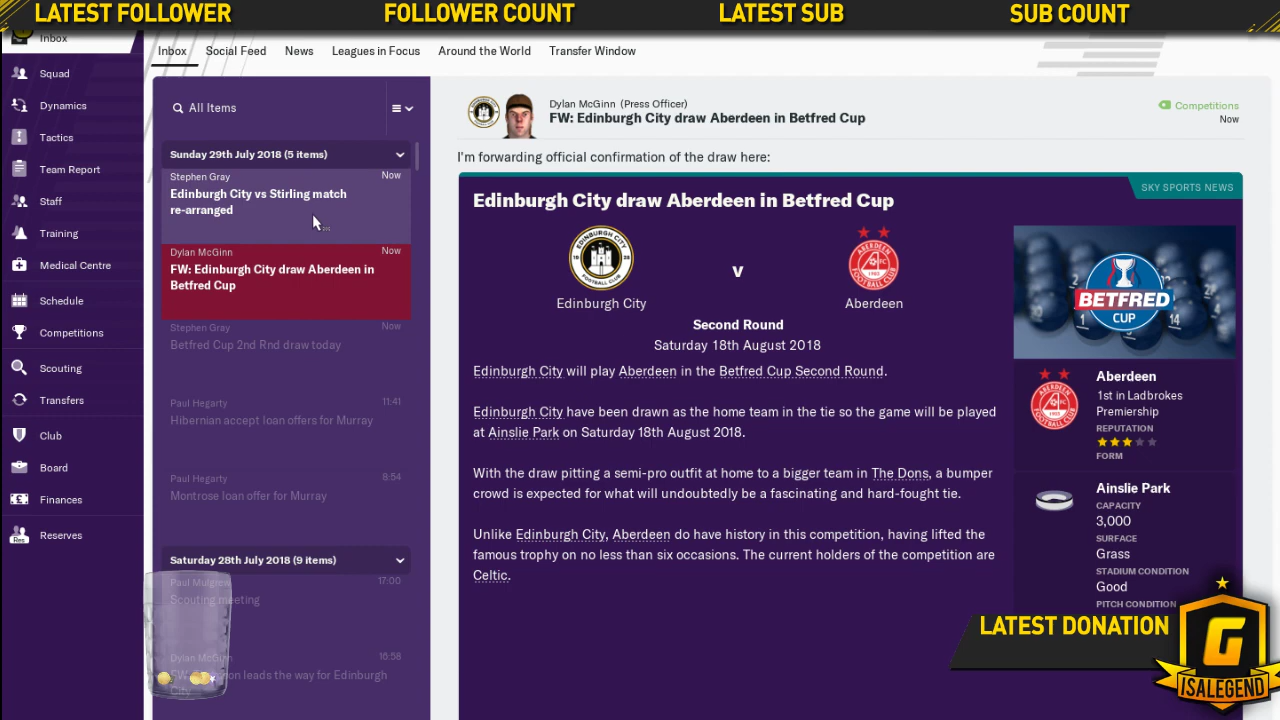 LATEST FOLLOWER
FOLLOWER COUNT
LATEST SUB
SUB COUNT
Inbox
Squad
Dynamics
Tactics
Team Report
Staff
Training
Medical Centre
Schedule
Competitions
Scouting
Transfers
Club
Board
Finances
Res
Reserves
Inbox
Social Feed
News
Leagues in Focus
Around the World
Transfer Window
All Items
Sunday 29th July 2018 (5 items)
Stephen Gray
Now
Edinburgh City vs Stirling match
re-arranged
Dylan McGinn
Now
FW: Edinburgh City draw Aberdeen in
Betfred Cup
Stephen Gray
Now
Betfred Cup 2nd Rnd draw today
Paul Hegarty
11:41
Hibernian accept loan offers for Murray
Paul Hegarty
8:54
Montrose loan offer for Murray
Saturday 28th July 2018 (9 items)
Paul
17:00
Scouting meeting
Dylan McGinn
16:58
leads the way for Edinburgh
City
Dylan McGinn (Press Officer)
FW: Edinburgh City draw Aberdeen in Betfred Cup
Competitions
Now
I'm forwarding official confirmation of the draw here:
SKY SPORTS NEWS
Edinburgh City draw Aberdeen in Betfred Cup
Edinburgh City
v
Aberdeen
Second Round
Saturday 18th August 2018
Edinburgh City will play Aberdeen in the Betfred Cup Second Round.
Edinburgh City have been drawn as the home team in the tie so the game will be played
at Ainslie Park on Saturday 18th August 2018.
With the draw pitting a semi-pro outfit at home to a bigger team in The Dons, a bumper
crowd is expected for what will undoubtedly be a fascinating and hard-fought tie.
Unlike Edinburgh City, Aberdeen do have history in this competition, having lifted the
famous trophy on no less than six occasions. The current holders of the competition are
Celtic.
BETFRED
CUP
Aberdeen
1st in Ladbrokes
Premiership
REPUTATION
FORM
Ainslie Park
CAPACITY
3,000
SURFACE
Grass
STADIUM CONDITION
Good
PITCH CONDITION
LATEST DONATION
G
ISALEGEND